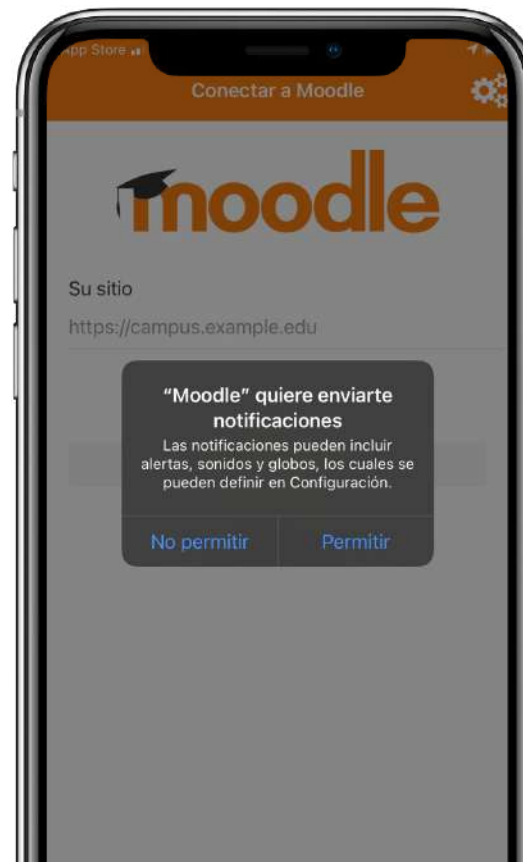 App Store
Conectar a Moodle
moodle
Su sitio
https://campus.example.edu
“Moodle” quiere enviarte
notificaciones
Las notificaciones pueden incluir
alertas, sonidos y globos, los cuales se
pueden definir en Configuración.
No permitir
Permitir